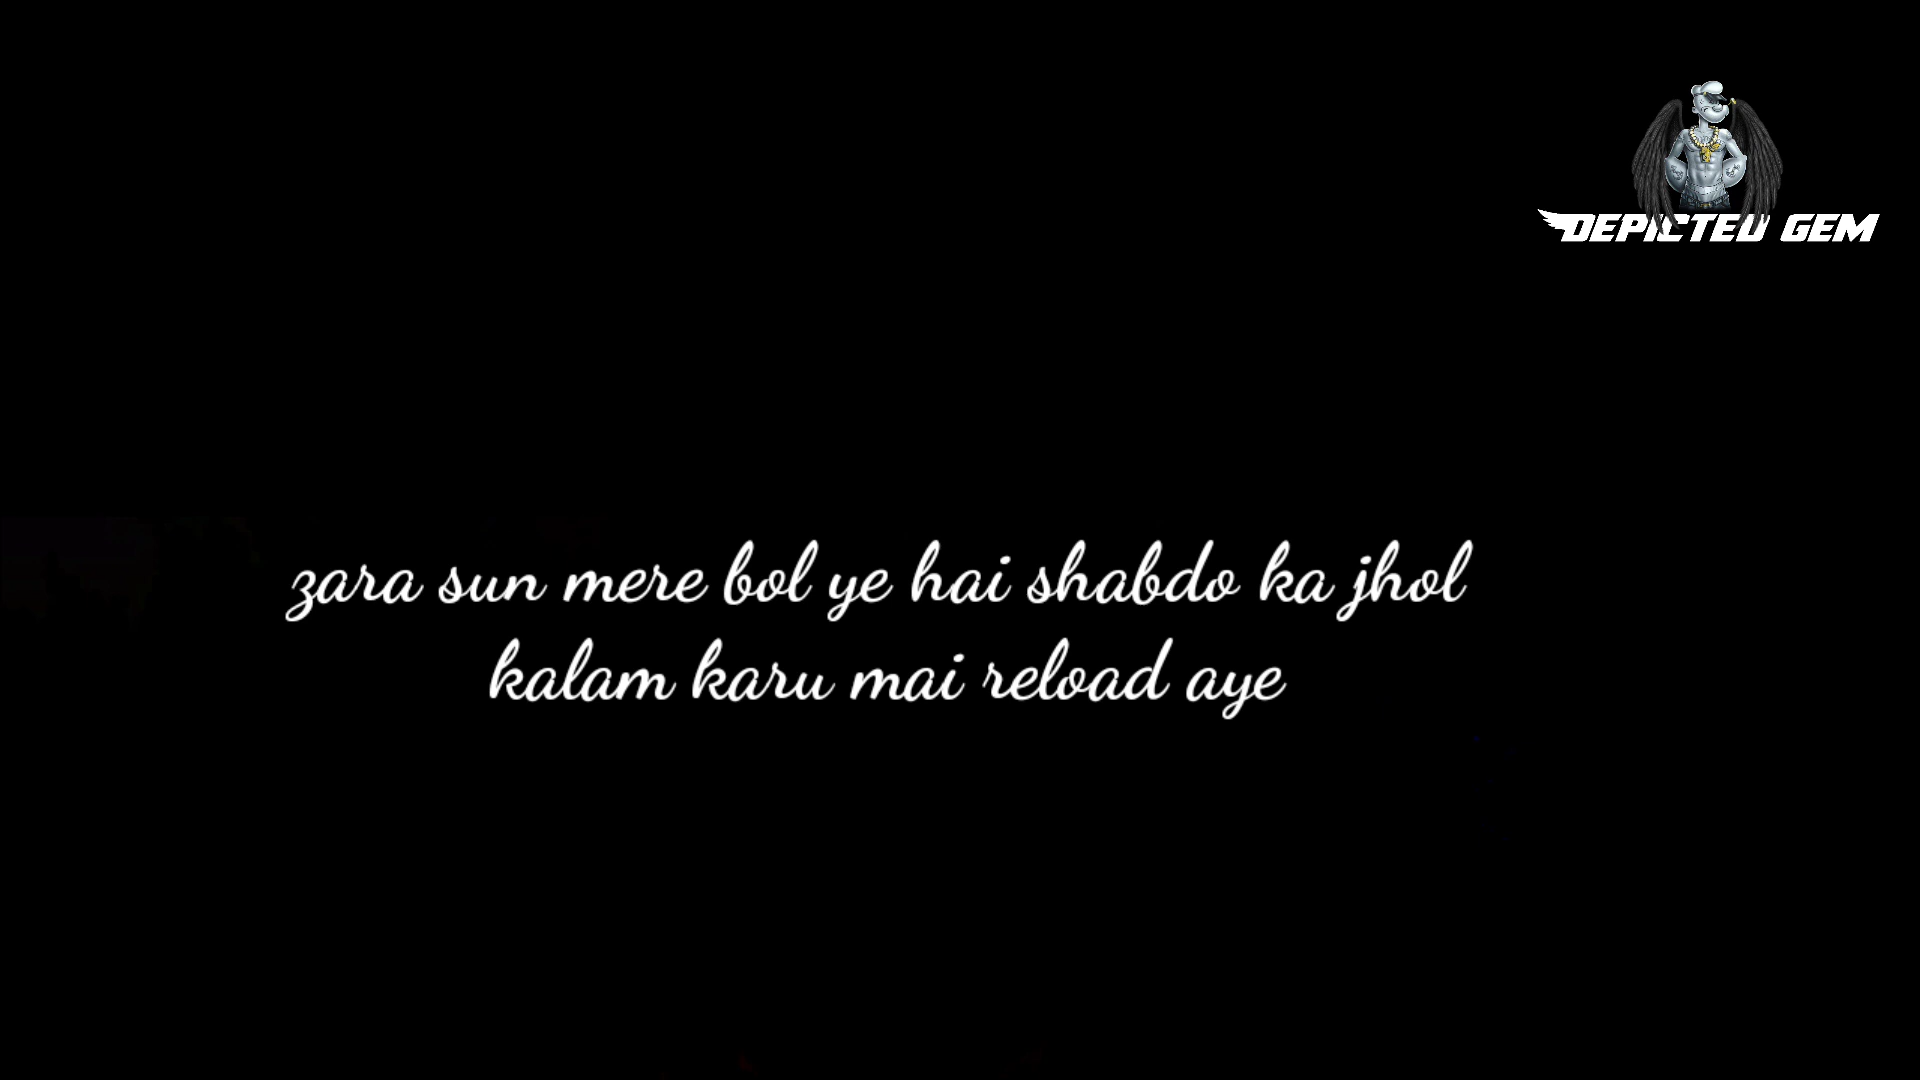 DEPICTED GEM
zara sun mere bol ye hai shabdo ka jhol
kalam karu mai reload aye